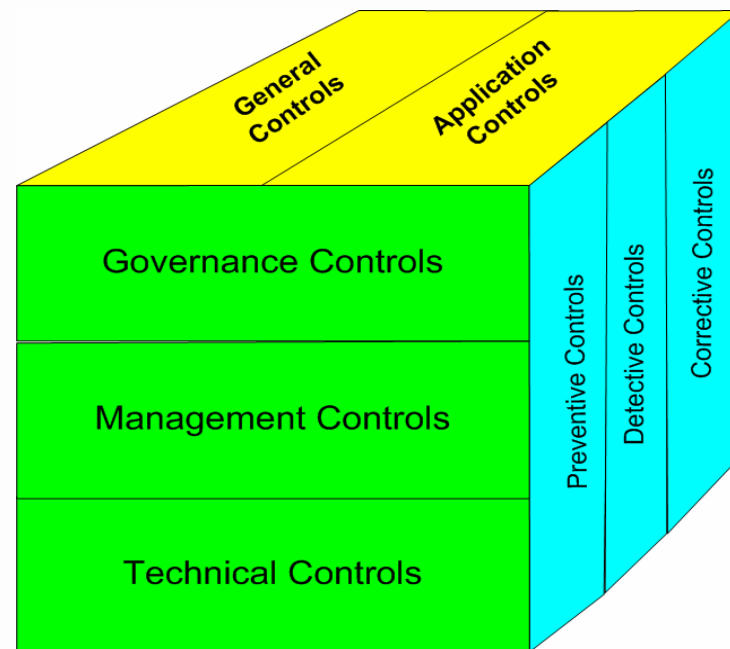 General
Controls
Application
Controls
Governance Controls
Management Controls
Technical Controls
Preventive Controls
Detective Controls
Corrective Controls